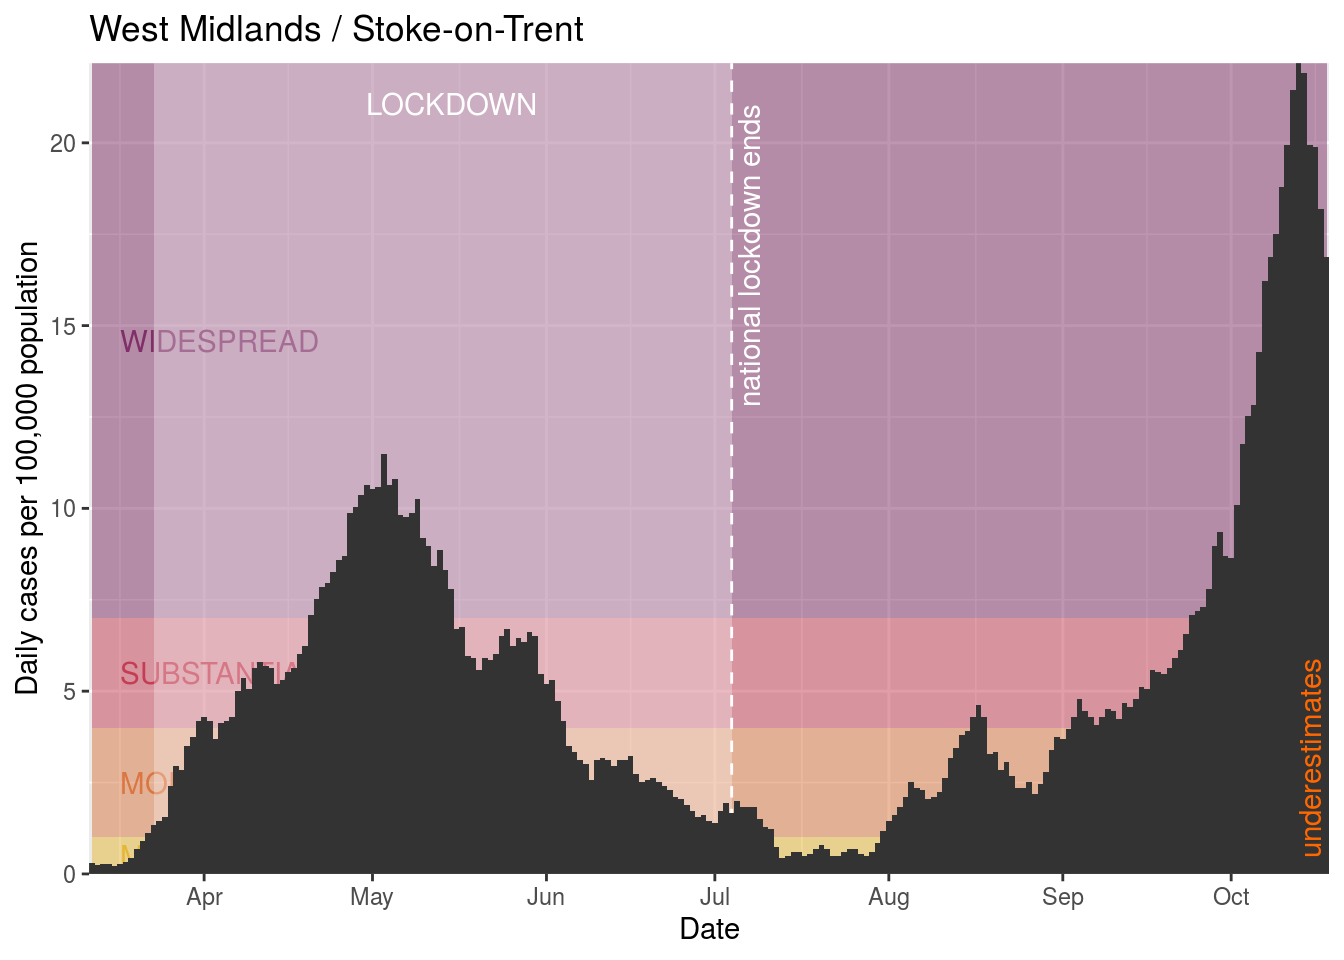 West Midlands / Stoke-on-Trent
LOCKDOWN
national lockdown ends
WIDESPREAD
underestimates
Daily cases per 100,000 population
20
15
10
5
0
Apr
May
Jun
Jul
Aug
Sep
Oct
Date